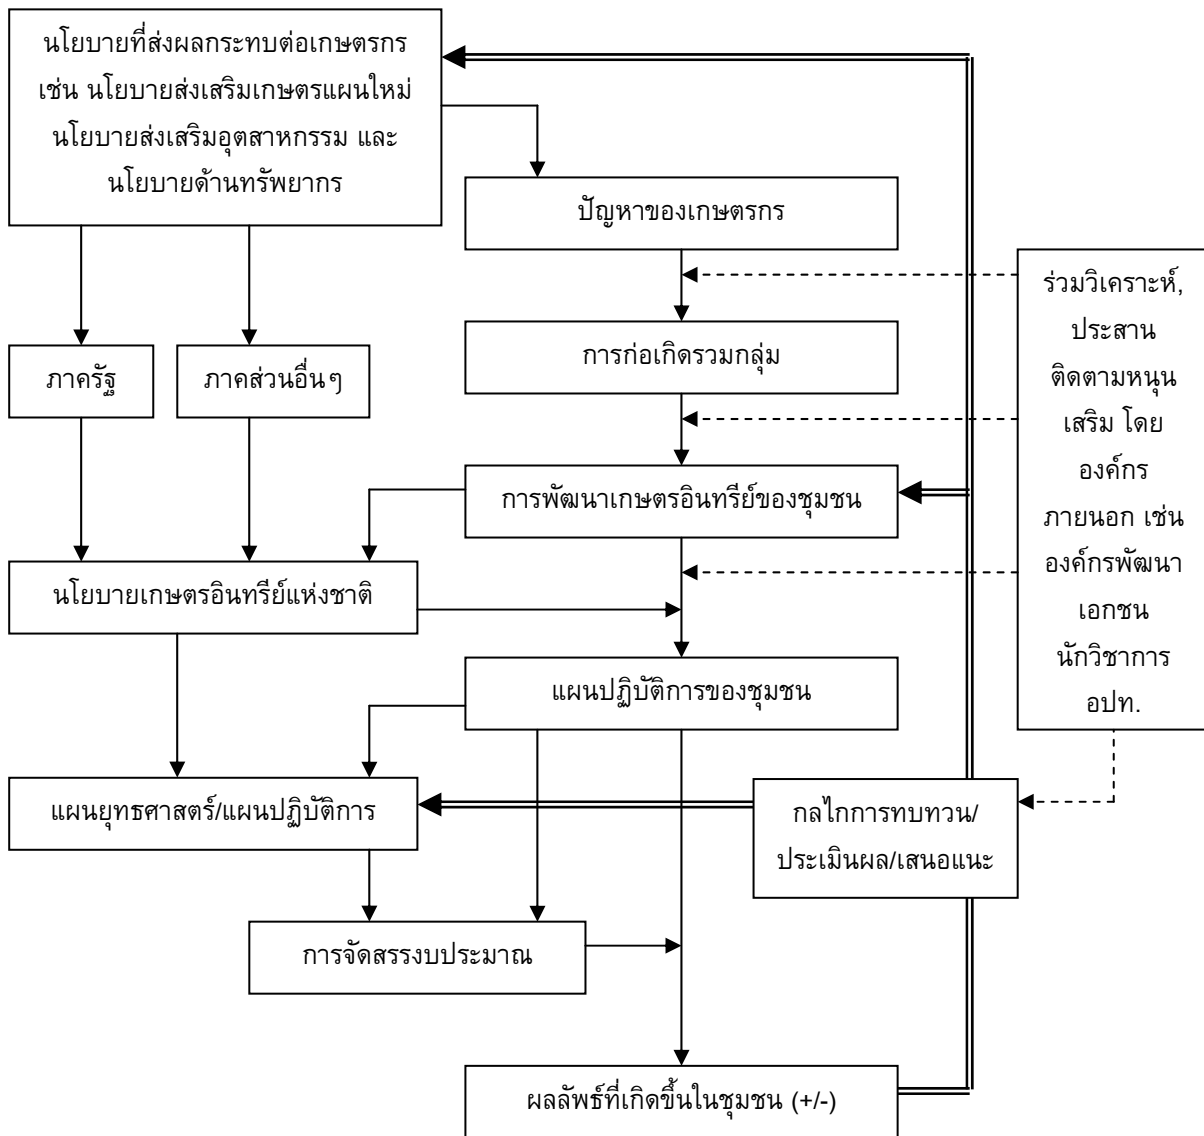 นโยบายที่ส่งผลกระทบต่อเกษตรกร
เช่น นโยบายส่งเสริมเกษตรแผนใหม่
นโยบายส่งเสริมอุตสาหกรรม และ
นโยบายด้านทรัพยากร
ปัญหาของเกษตรกร
ร่วมวิเคราะห์,
ประสาน
ติดตามหนุน
เสริม โดย
องค์กร
ภายนอก เช่น
องค์กรพัฒนา
เอกชน
นักวิชาการ
อปท.
การก่อเกิดรวมกลุ่ม
ภาครัฐ
ภาคส่วนอื่นๆ
การพัฒนาเกษตรอินทรีย์ของชุมชน
นโยบายเกษตรอินทรีย์แห่งชาติ
แผนปฏิบัติการของชุมชน
แผนยุทธศาสตร์/แผนปฏิบัติการ
กลไกการทบทวน/
ประเมินผล/เสนอแนะ
การจัดสรรงบประมาณ
ผลลัพธ์ที่เกิดขึ้นในชุมชน (+/-)